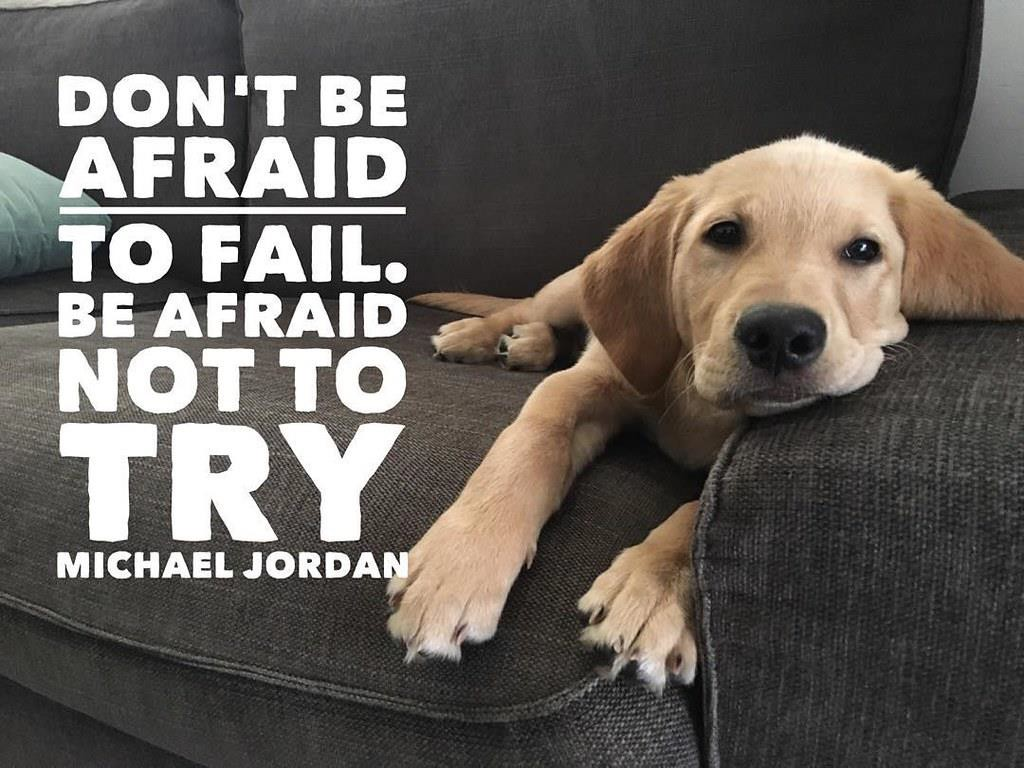 DON'T BE
AFRAID
TO FAIL.
BE AFRAID
NOT TO
TRY
MICHAEL JORDAN